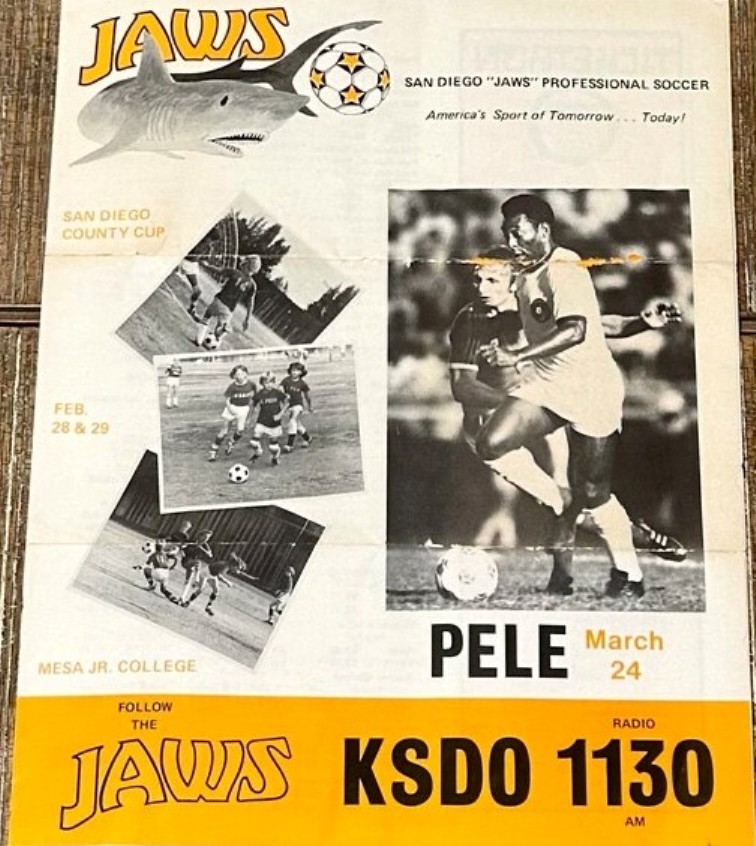 JAWS
SAN DIEGO "JAWS" PROFESSIONAL SOCCER
America's Sport of Tomorrow . . . Today!
SAN DIEGO
COUNTY CUP
FEB.
28 & 29
MESA JR. COLLEGE
PELE
March
24
FOLLOW
THE
JAWS
RADIO
KSDO 1130
AM